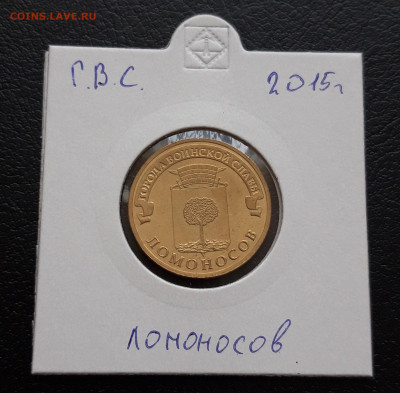 COINS.LAVE.RU
Г.В.С. 2015г
ГОРОДА ВОИНСКОЙ СЛАВЫ
ЛОМОНОСОВ
ЛОМОНОСОВ